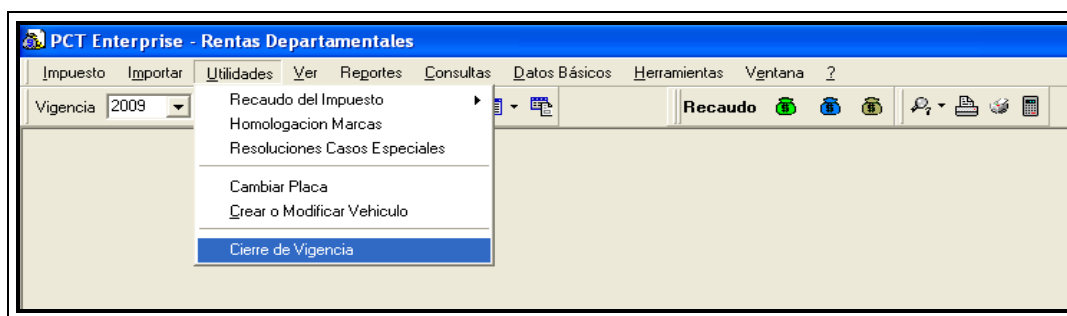 PCT Enterprise - Rentas Departamentales
Impuesto Importar Utilidades Ver Reportes Consultas Datos Básicos Herramientas Ventana ?
Vigencia 2009 Recaudo
Recaudo del Impuesto
Homologacion Marcas
Resoluciones Casos Especiales
Cambiar Placa
Crear o Modificar Vehiculo
Cierre de Vigencia